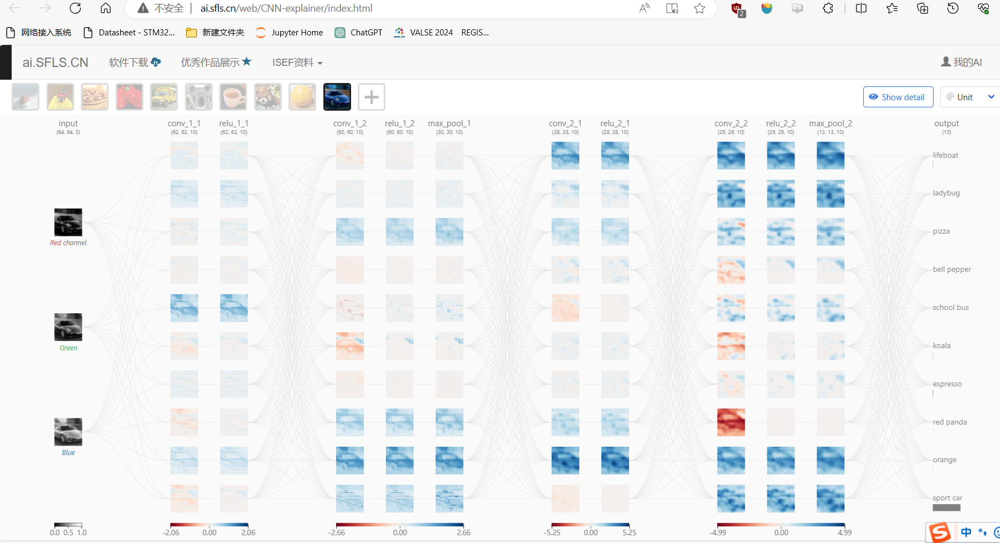 不安全 | ai.sfls.cn/web/CNN-explainer/index.html
2
网络接入系统 Datasheet - STM32... 新建文件夹 Jupyter Home ChatGPT VALSE 2024 REGIS...
ai.SFLS.CN 软件下载 优秀作品展示 ISEF资料 我的AI
Show detail Unit
input conv_1_1 relu_1_1 conv_1_2 relu_1_2 max_pool_1 conv_2_1 relu_2_1 conv_2_2 relu_2_2 max_pool_2 output
(64, 64, 3) (62, 62, 10) (62, 62, 10) (60, 60, 10) (60, 60, 10) (30, 30, 10) (28, 28, 10) (28, 28, 10) (26, 26, 10) (26, 26, 10) (13, 13, 10) (10)
lifeboat
ladybug
pizza
Red channel
bell pepper
school bus
Green
koala
espresso
red panda
Blue
orange
sport car
0.0 0.5 1.0 -2.06 0.00 2.06 -2.66 0.00 2.66 -5.25 0.00 5.25 -4.99 0.00 4.99
S 中